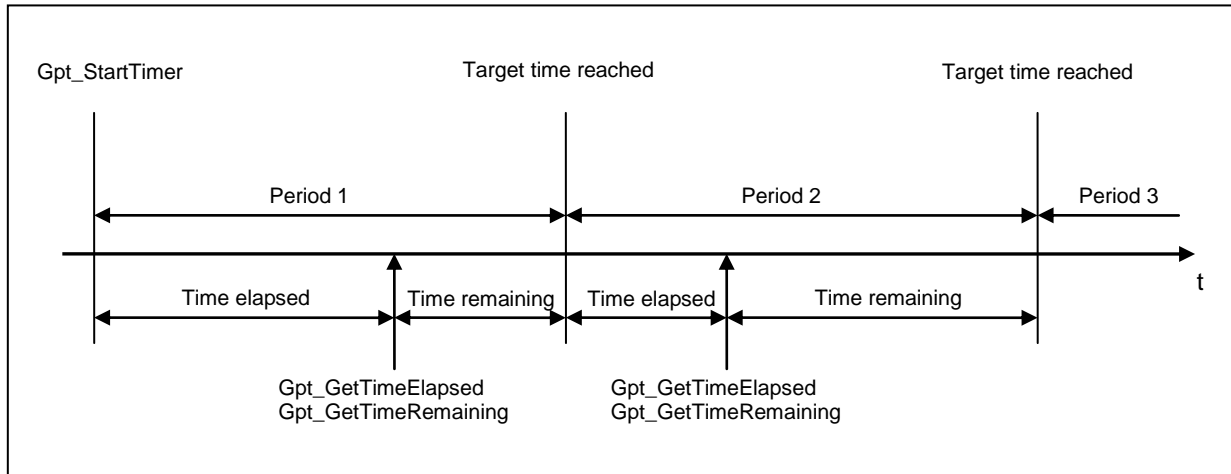 Gpt_StartTimer
Target time reached
Target time reached
Period 1
Period 2
Period 3
t
Time elapsed
Time remaining
Time elapsed
Time remaining
Gpt_GetTimeElapsed
Gpt_GetTimeRemaining
Gpt_GetTimeElapsed
Gpt_GetTimeRemaining